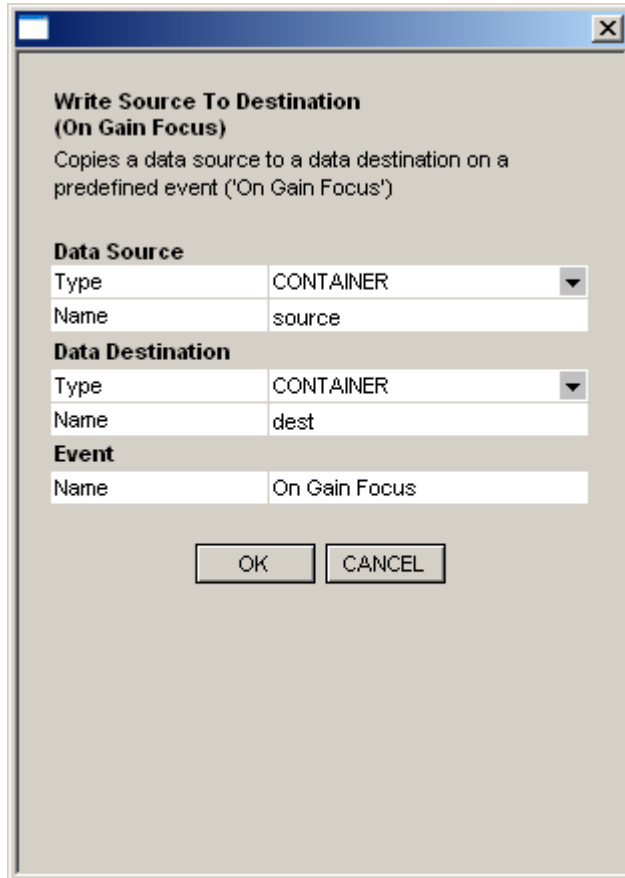 Write Source To Destination
(On Gain Focus)
Copies a data source to a data destination on a
predefined event ('On Gain Focus')
Data Source
Type CONTAINER
Name source
Data Destination
Type CONTAINER
Name dest
Event
Name On Gain Focus
OK CANCEL